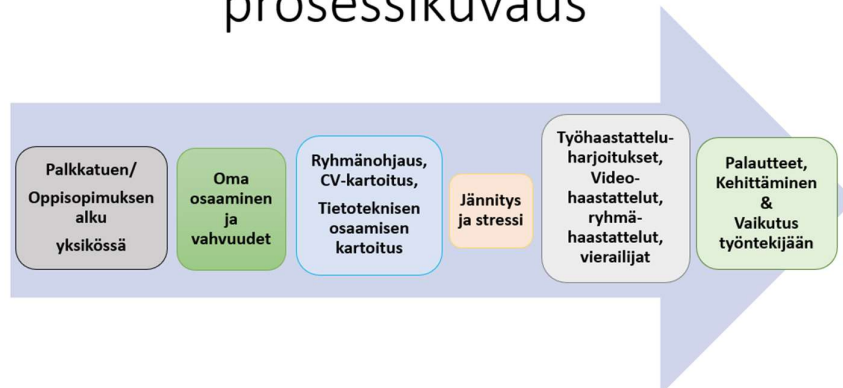 prosessikuvaus
Palkkatuen/
Oppisopimuksen
alku
yksikössä
Oma
osaaminen
ja
vahvuudet
Ryhmänohjaus,
CV-kartoitus,
Tietoteknisen
osaamisen
kartoitus
Jännitys
ja stressi
Työhaastattelu-
harjoitukset,
Video-
haastattelut,
ryhmä-
haastattelut,
vierailijat
Palautteet,
Kehittäminen
&
Vaikutus
työntekijään